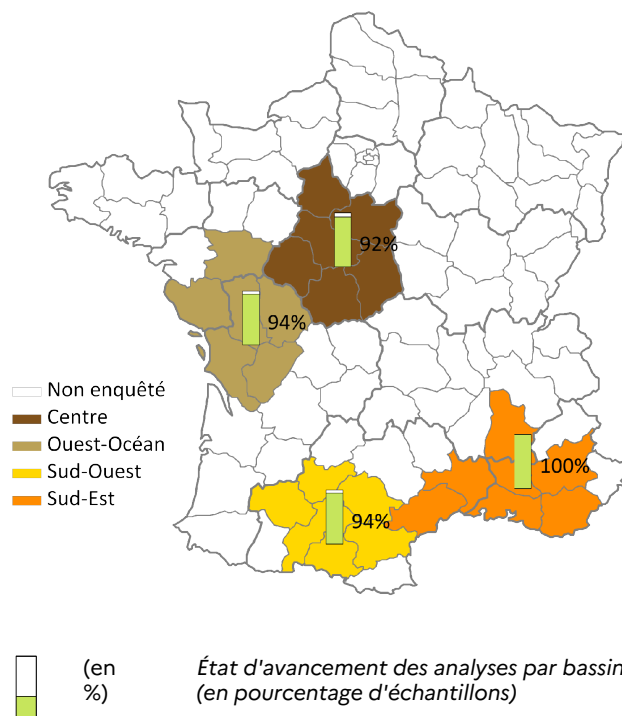 92%
94%
Non enquêté
Centre
Ouest-Océan
Sud-Ouest
Sud-Est
100%
94%
(en
%)
État d'avancement des analyses par bassin
(en pourcentage d'échantillons)